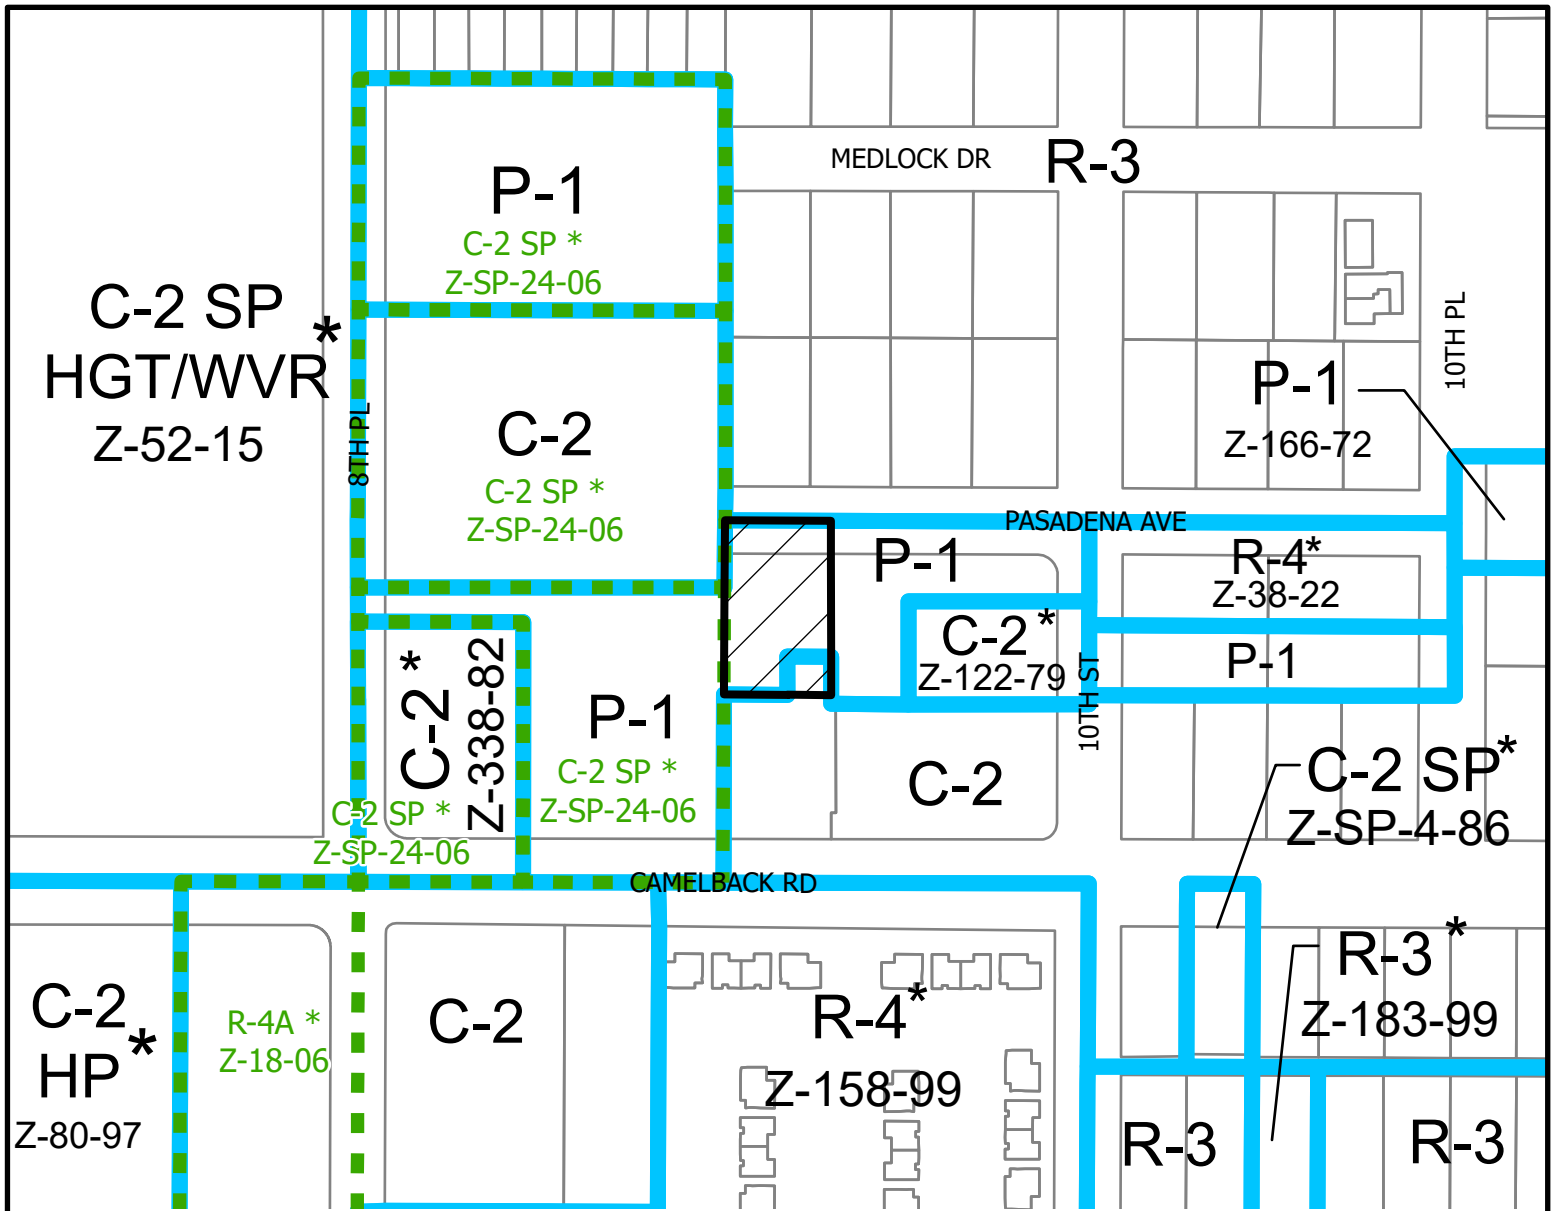 MEDLOCK DR
R-3
P-1
C-2 SP *
Z-SP-24-06
C-2 SP *
HGT/WVR
Z-52-15
8TH PL
C-2
C-2 SP *
Z-SP-24-06
10TH PL
P-1
Z-166-72
PASADENA AVE
P-1
R-4*
Z-38-22
C-2 *
Z-122-79
10TH ST
P-1
C-2 *
Z-338-82
P-1
C-2 SP *
Z-SP-24-06
C-2 SP *
Z-SP-24-06
C-2
C-2 SP*
Z-SP-4-86
CAMELBACK RD
C-2
HP *
Z-80-97
R-4A *
Z-18-06
C-2
R-4*
Z-158-99
R-3 *
Z-183-99
R-3
R-3